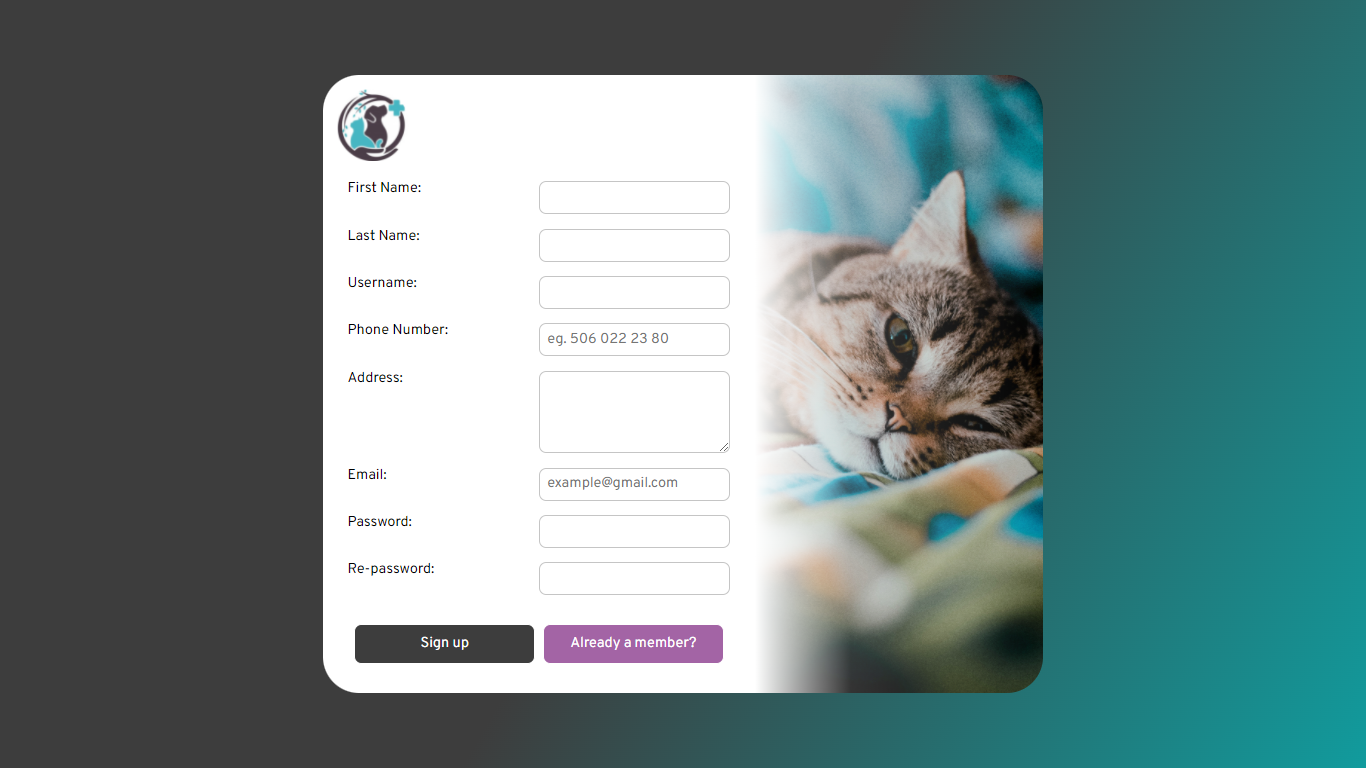 First Name:
Last Name:
Username:
Phone Number:
eg. 506 022 23 80
Address:
Email:
example@gmail.com
Password:
Re-password:
Sign up
Already a member?